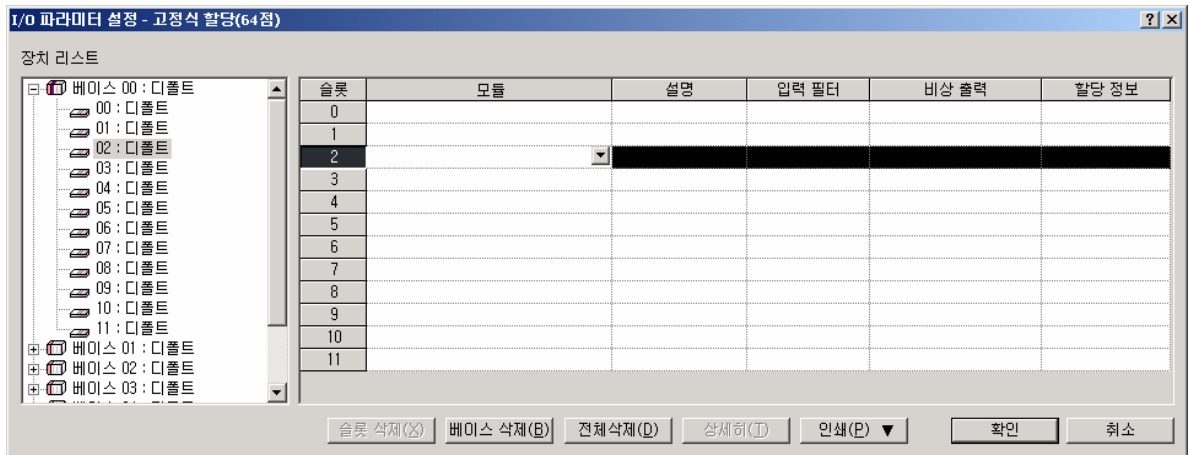 I/O 파라미터 설정 - 고정식 할당(64점)
장치 리스트
베이스 00 : 디폴트
00 : 디폴트
01 : 디폴트
02 : 디폴트
03 : 디폴트
04 : 디폴트
05 : 디폴트
06 : 디폴트
07 : 디폴트
08 : 디폴트
09 : 디폴트
10 : 디폴트
11 : 디폴트
베이스 01 : 디폴트
베이스 02 : 디폴트
베이스 03 : 디폴트
슬롯 모듈 설명 입력 필터 비상 출력 할당 정보
0
1
2
3
4
5
6
7
8
9
10
11
슬롯 삭제(X) 베이스 삭제(B) 전체삭제(D) 상세히(T) 인쇄(P) ▼ 확인 취소